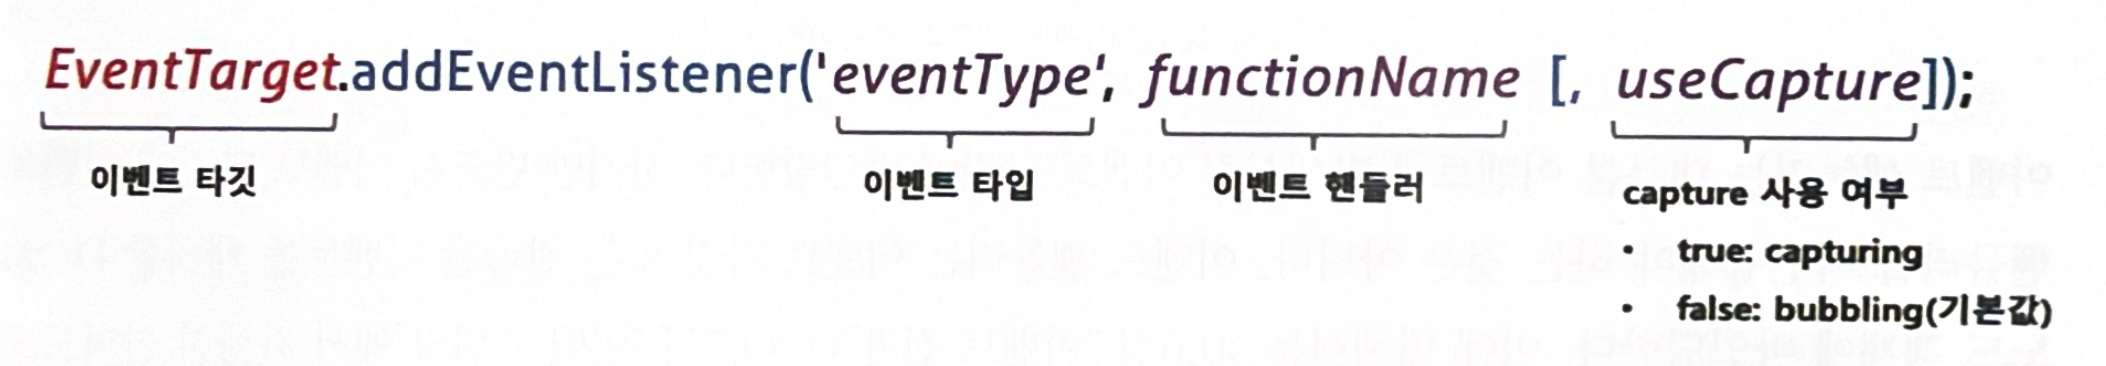 EventTarget.addEventListener('eventType', functionName [, useCapture]);
이벤트 타깃 이벤트 타입 이벤트 핸들러 capture 사용 여부
• true: capturing
• false: bubbling(기본값)